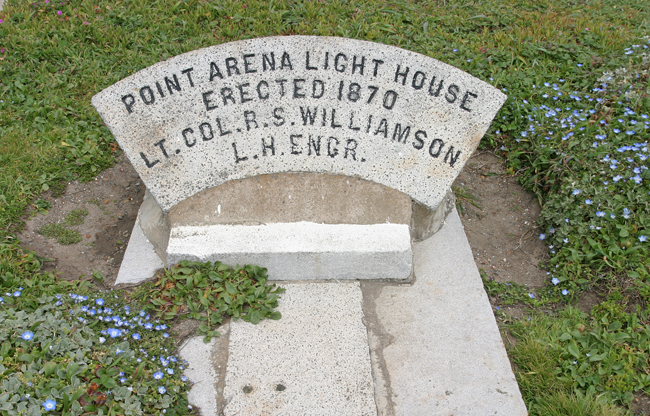 POINT ARENA LIGHT HOUSE
ERECTED 1870
LT. COL. R. S. WILLIAMSON
L. H. ENGR.